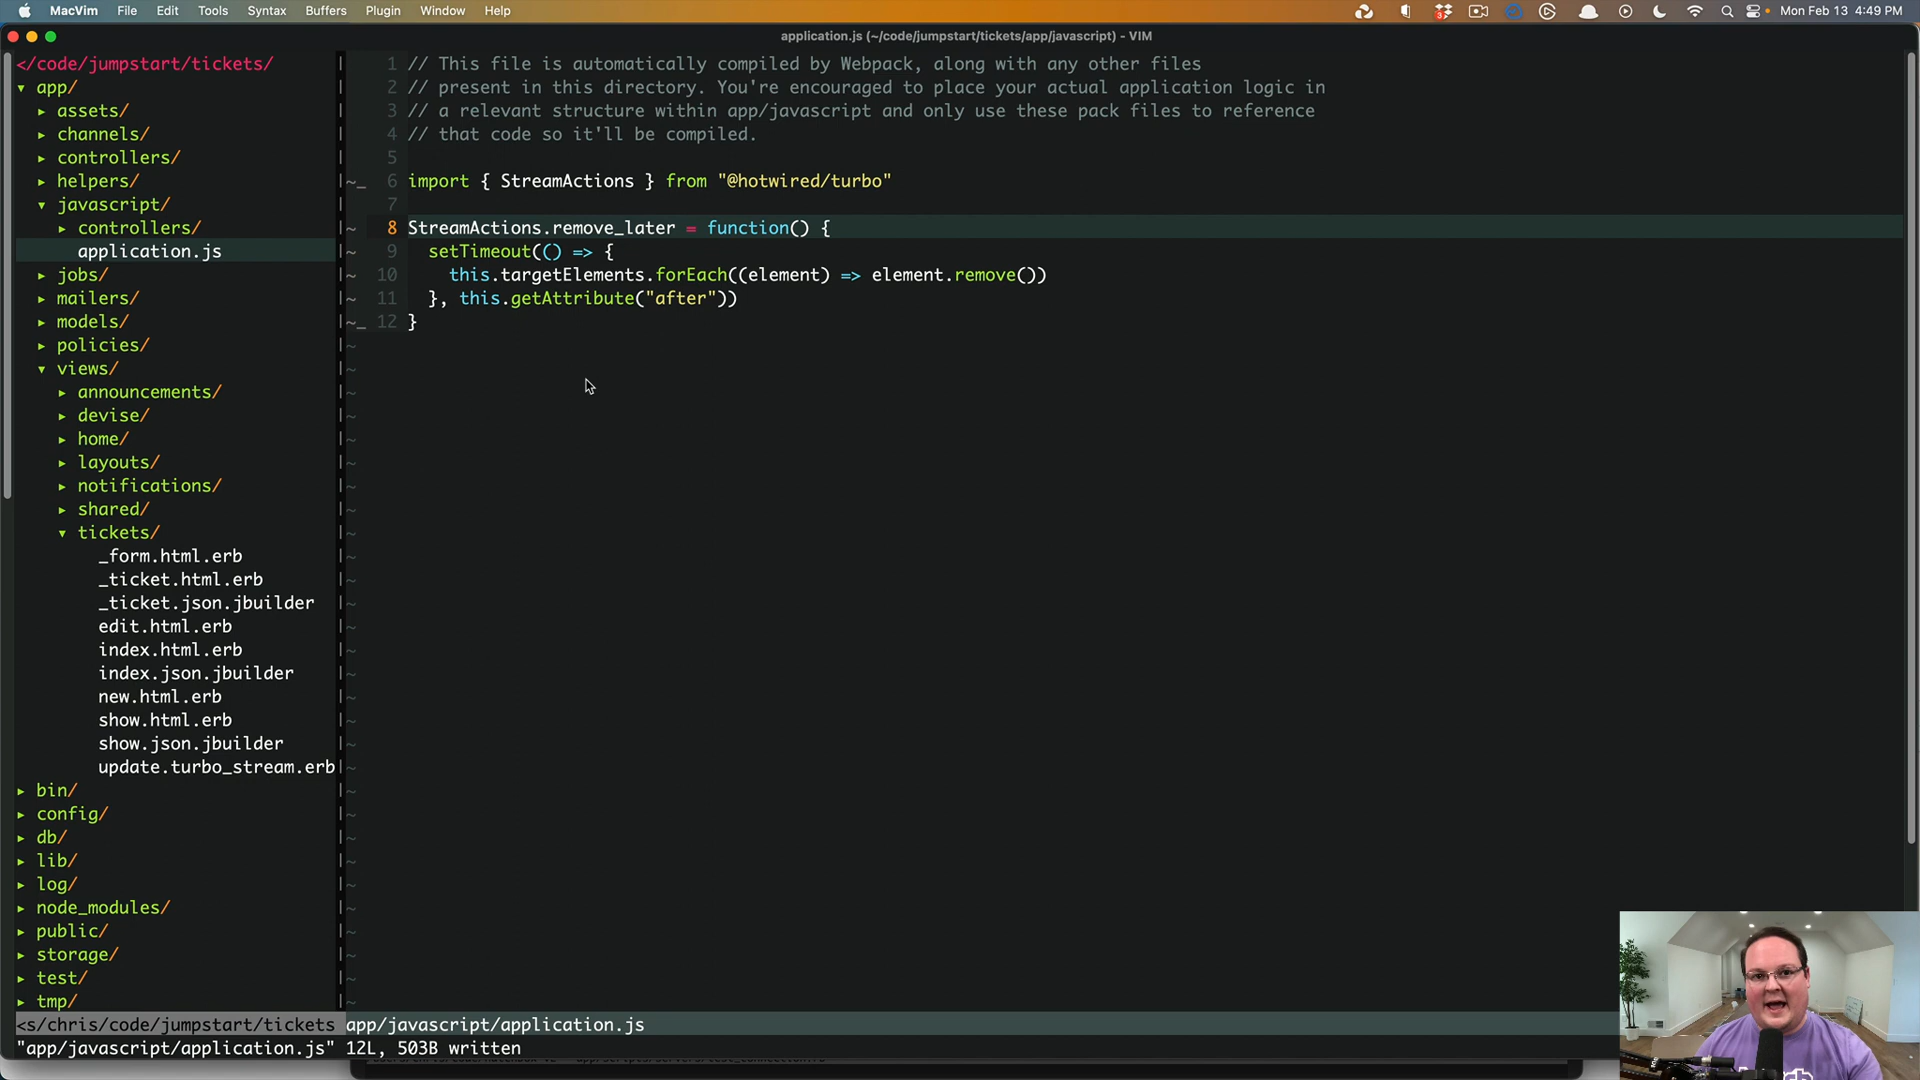 MacVim File Edit Tools Syntax Buffers Plugin Window Help
3
Mon Feb 13 4:49 PM
application.js (~/code/jumpstart/tickets/app/javascript) - VIM
</code/jumpstart/tickets/
▾ app/
▸ assets/
▸ channels/
▸ controllers/
▸ helpers/
▾ javascript/
▸ controllers/
application.js
▸ jobs/
▸ mailers/
▸ models/
▸ policies/
▾ views/
▸ announcements/
▸ devise/
▸ home/
▸ layouts/
▸ notifications/
▸ shared/
▾ tickets/
_form.html.erb
_ticket.html.erb
_ticket.json.jbuilder
edit.html.erb
index.html.erb
index.json.jbuilder
new.html.erb
show.html.erb
show.json.jbuilder
update.turbo_stream.erb
▸ bin/
▸ config/
▸ db/
▸ lib/
▸ log/
▸ node_modules/
▸ public/
▸ storage/
▸ test/
▸ tmp/
1 // This file is automatically compiled by Webpack, along with any other files
2 // present in this directory. You're encouraged to place your actual application logic in
3 // a relevant structure within app/javascript and only use these pack files to reference
4 // that code so it'll be compiled.
5
~_ 6 import { StreamActions } from "@hotwired/turbo"
7
~ 8 StreamActions.remove_later = function() {
~ 9 setTimeout(() => {
~ 10 this.targetElements.forEach((element) => element.remove())
~ 11 }, this.getAttribute("after"))
~_ 12 }
<s/chris/code/jumpstart/tickets app/javascript/application.js
"app/javascript/application.js" 12L, 503B written